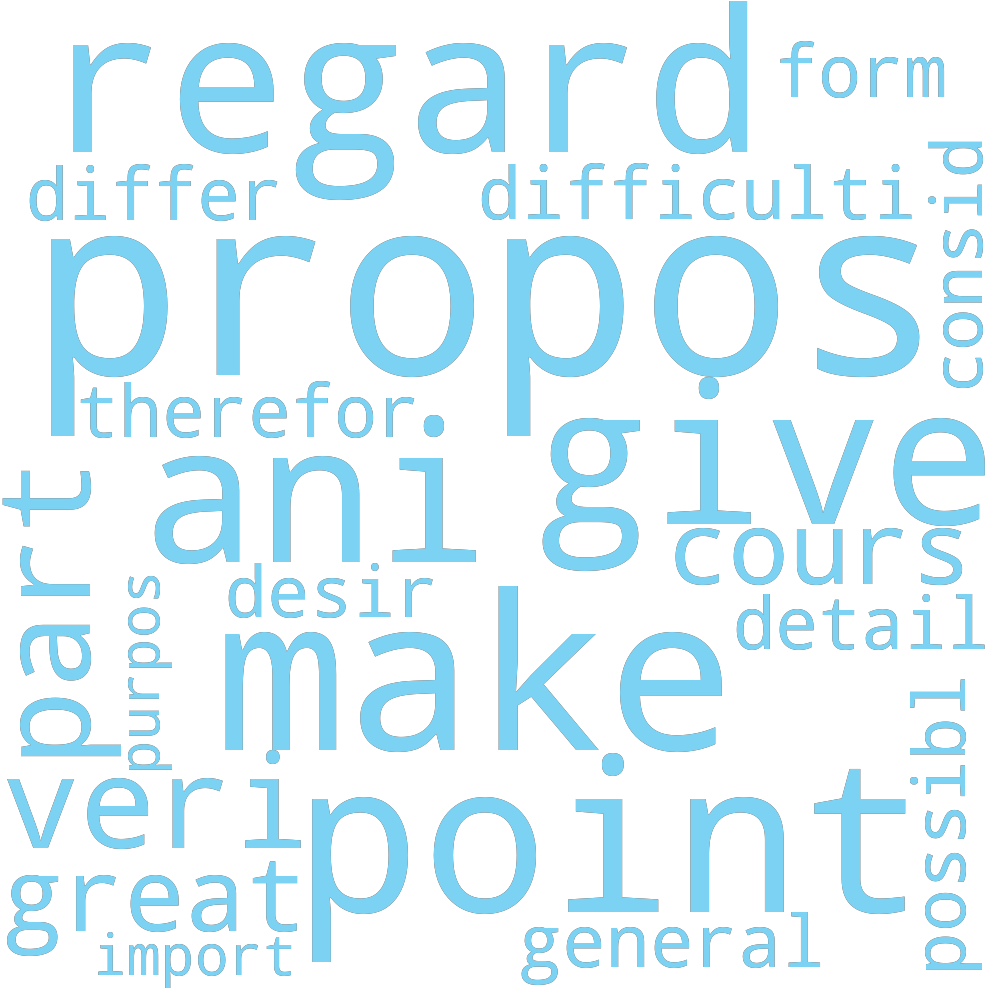 regard
form
differ
difficulti
consid
propos
therefor
give
ani
part
cours
desir
detail
purpos
make
possibl
veri
point
great
general
import